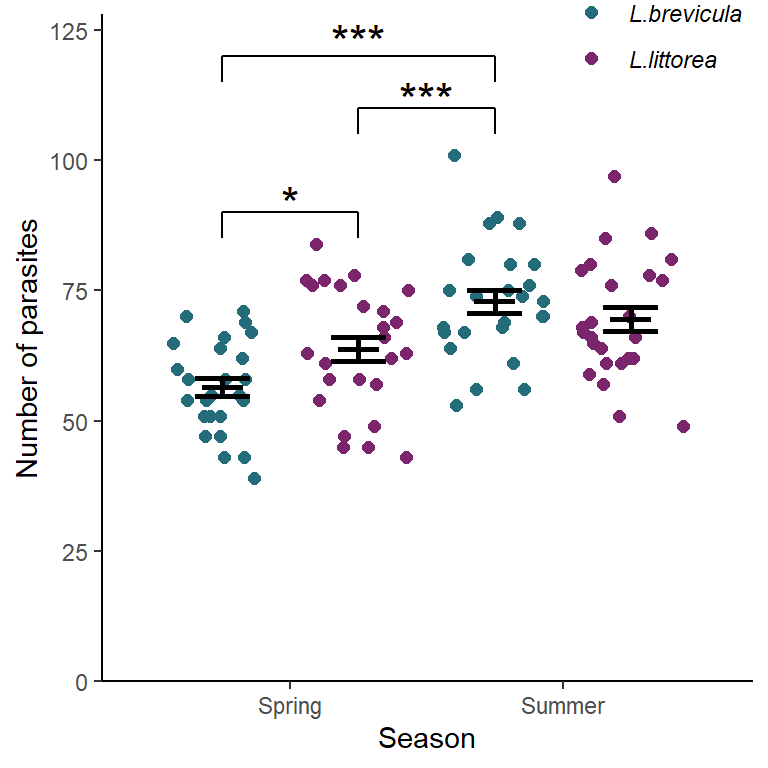 L.brevicula
L.littorea
***
***
*
125
100
75
50
25
0
Number of parasites
Spring
Summer
Season